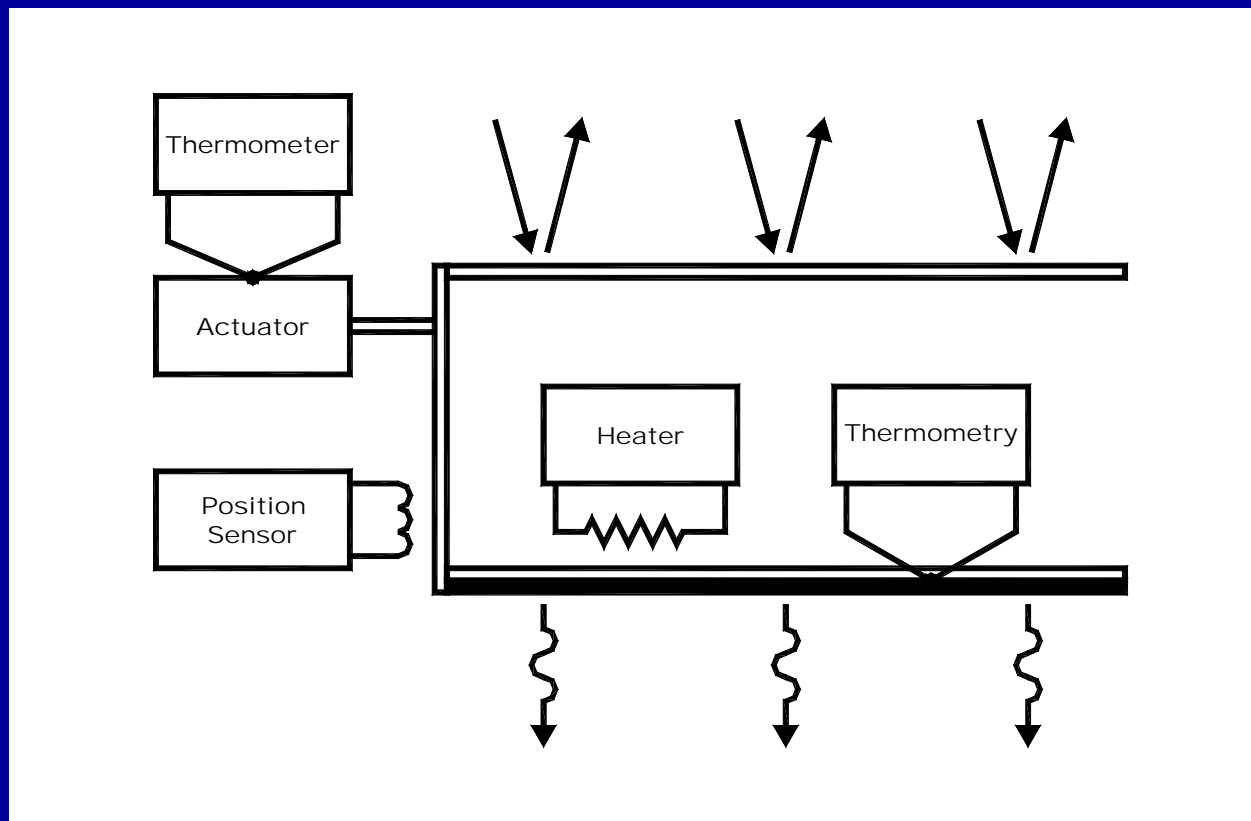 Thermometer
Actuator
Heater
Thermometry
Position
Sensor